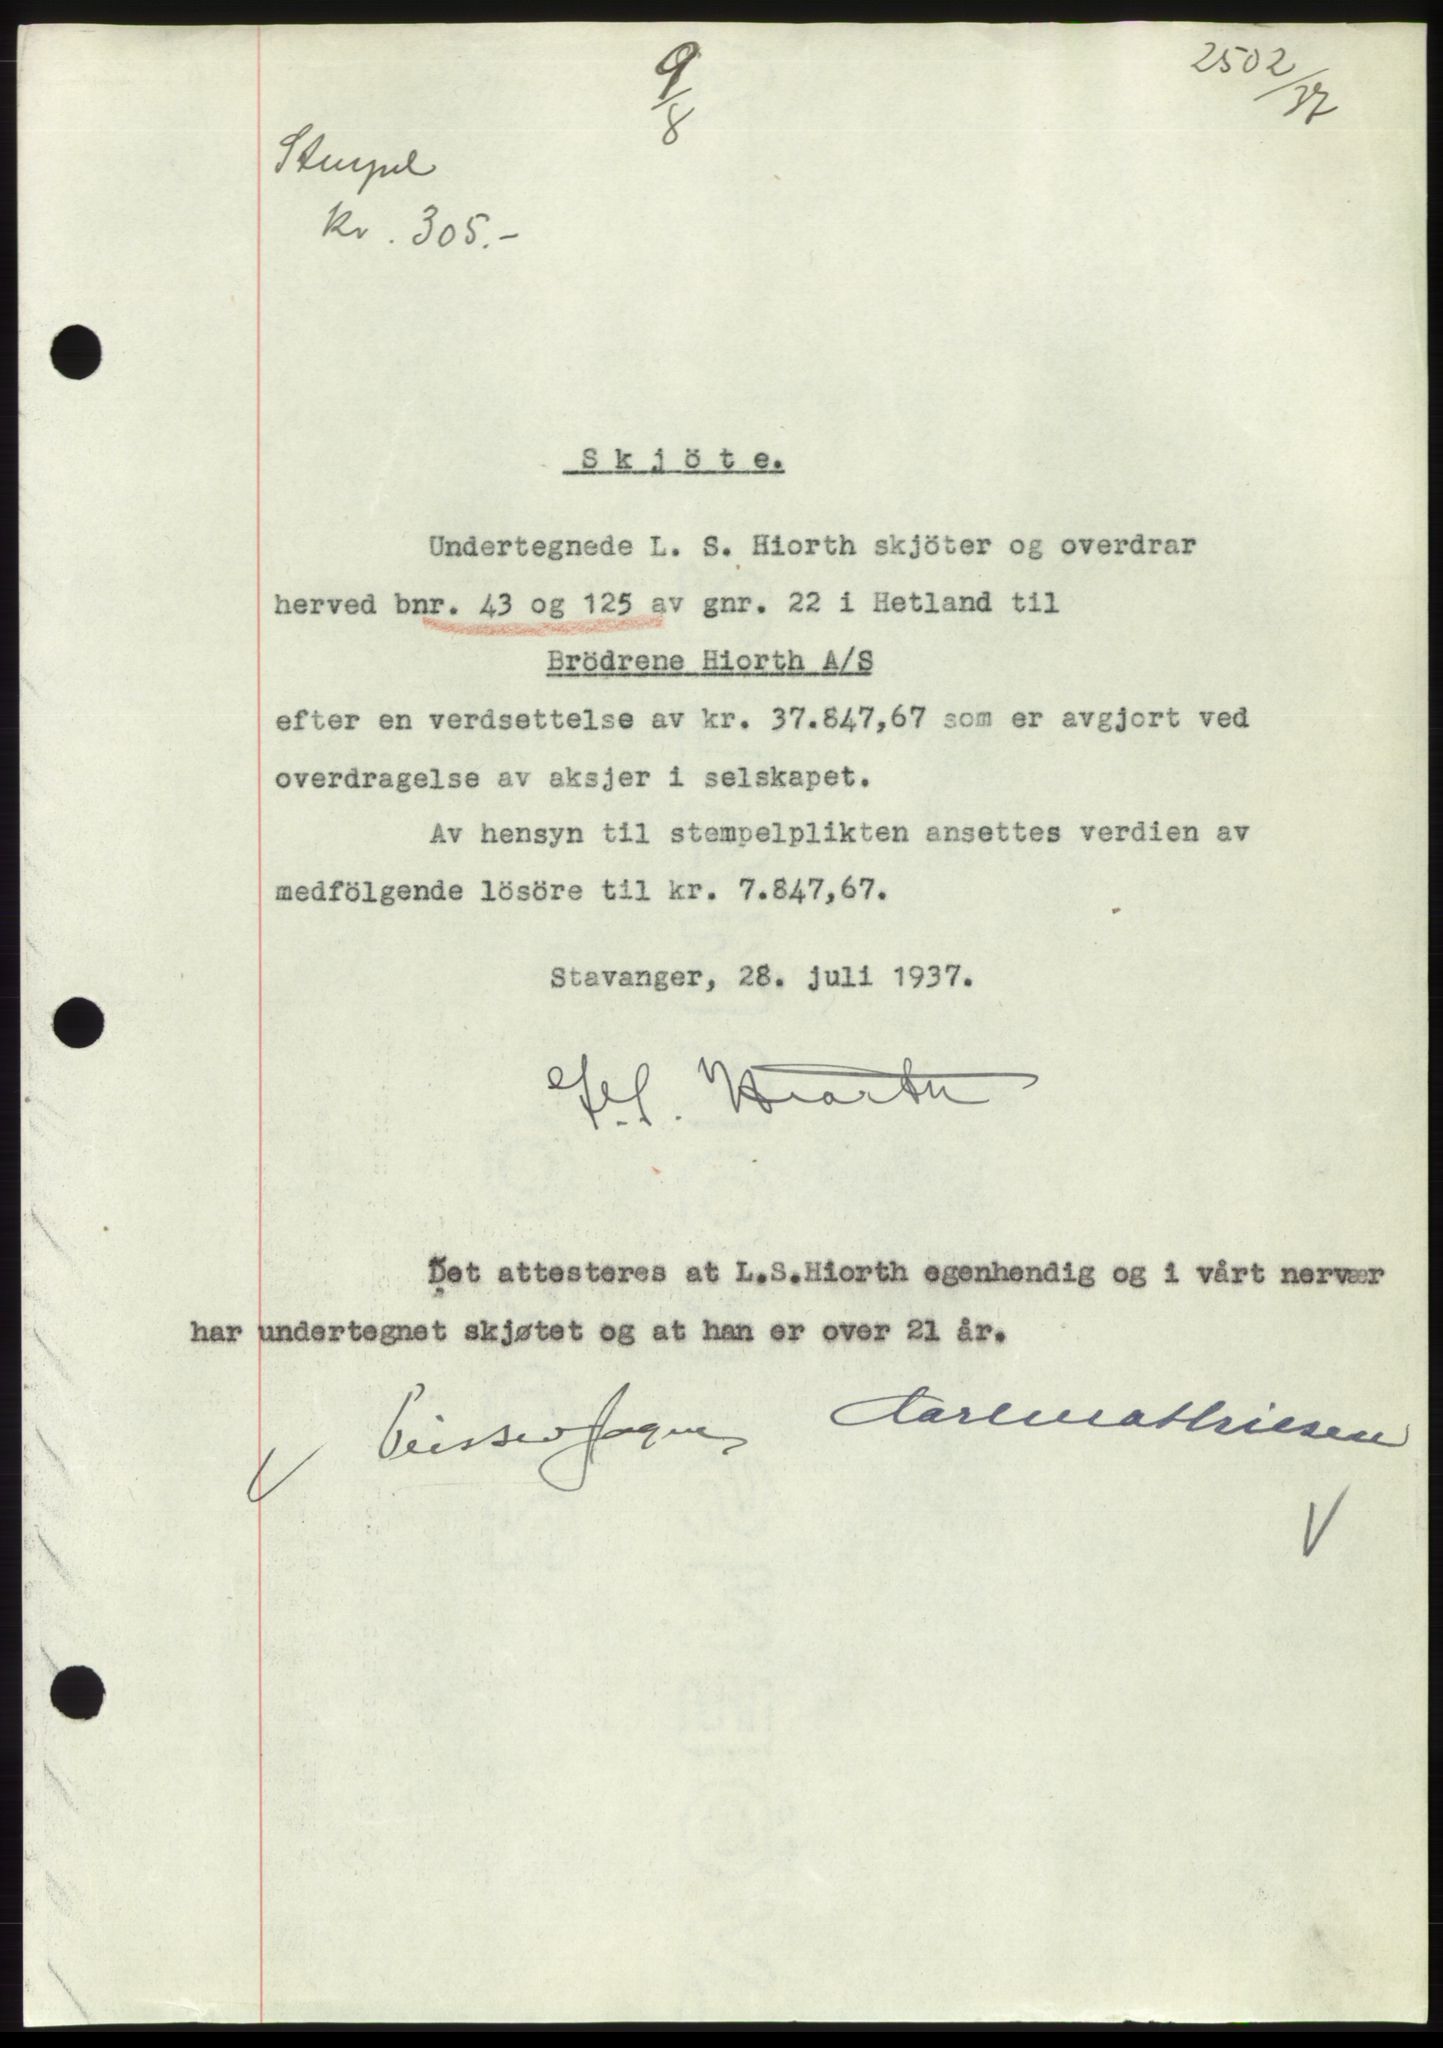 2502/37
9/8
Stempel
kr. 305.-
Skjöte.
Undertegnede L. S. Hiorth skjöter og overdrar
herved bnr. 43 og 125 av gnr. 22 i Hetland til
Brödrene Hiorth A/S
efter en verdsettelse av kr. 37.847,67 som er avgjort ved
overdragelse av aksjer i selskapet.
Av hensyn til stempelplikten ansettes verdien av
medfölgende lösöre til kr. 7.847,67.
Stavanger, 28. juli 1937.
L.S. Hiorth
Det attesteres at L.S.Hiorth egenhendig og i vårt nervær
har undertegnet skjøtet og at han er over 21 år.
Carl Mathiesen